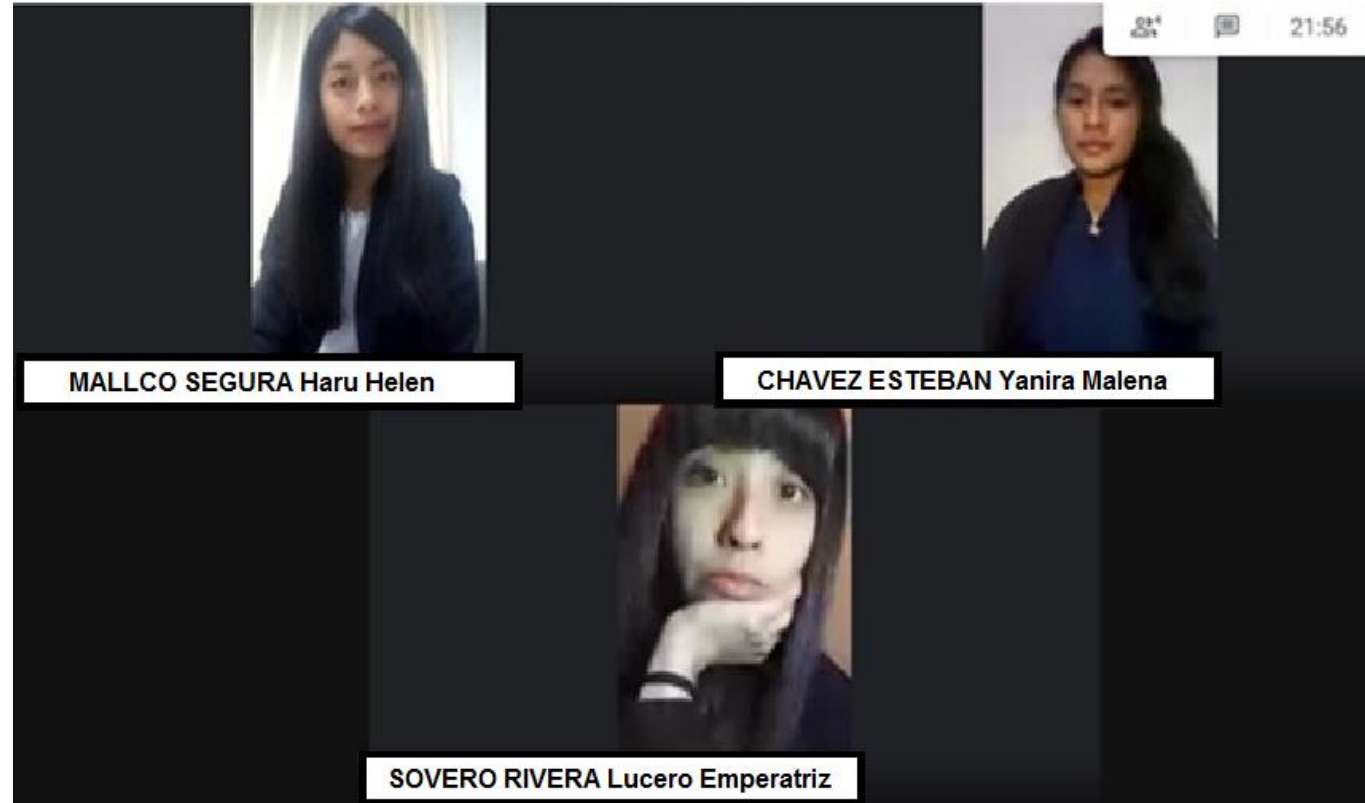 21:56
MALLCO SEGURA Haru Helen
CHAVEZ ESTEBAN Yanira Malena
SOVERO RIVERA Lucero Emperatriz